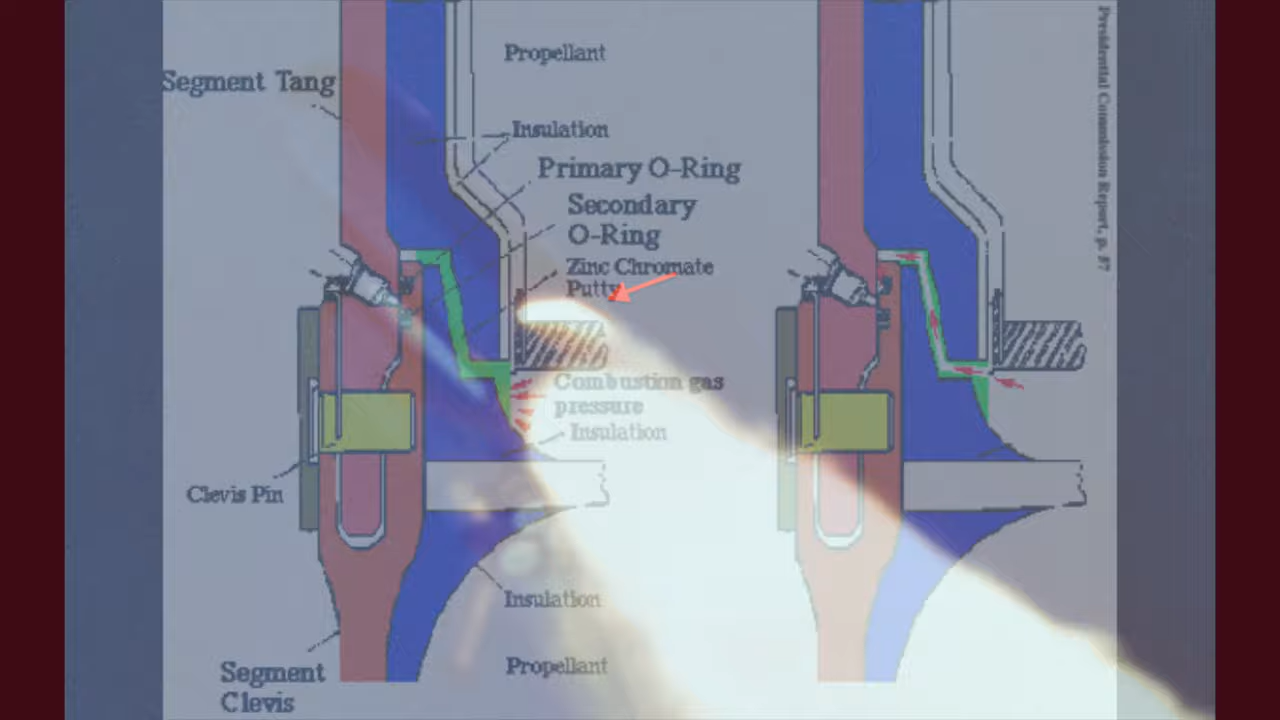 Propellant
Segment Tang
Insulation
Primary O-Ring
Secondary
O-Ring
Zinc Chromate
Putty
Combustion gas
pressure
Insulation
Clevis Pin
Insulation
Propellant
Segment
Clevis
Presidential Commission Report, p. 57